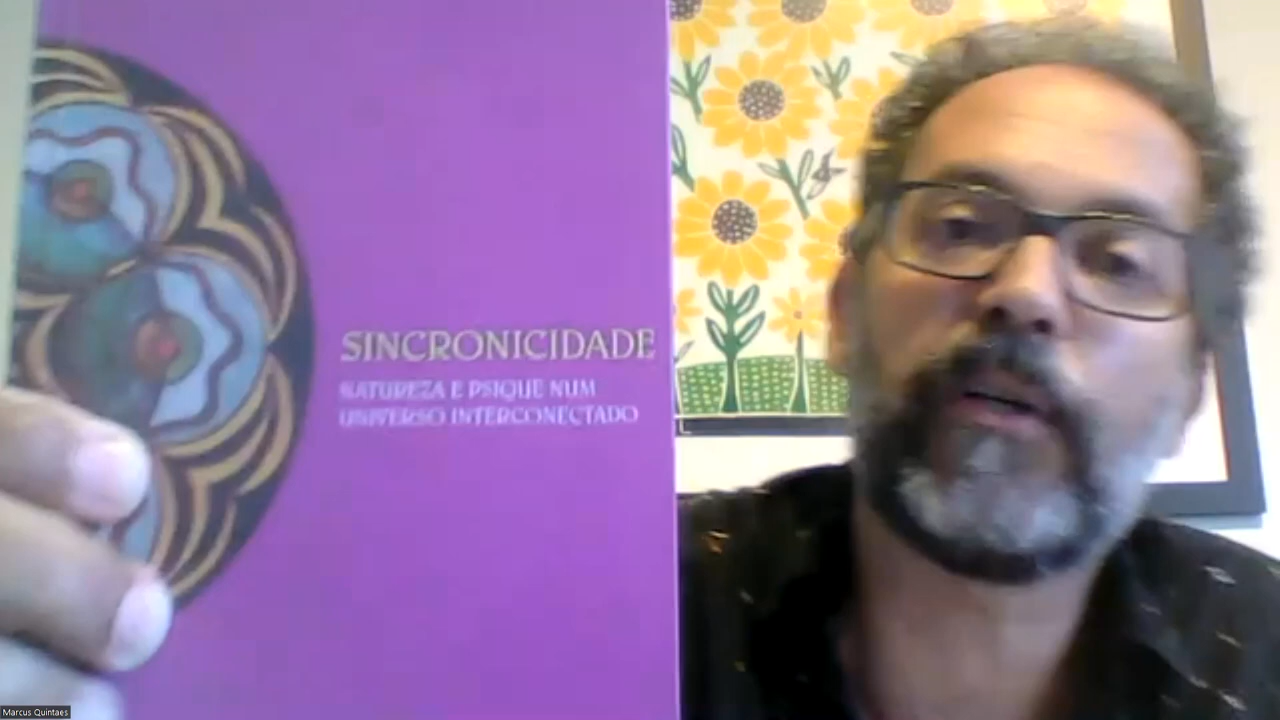 SINCRONICIDADE
NATUREZA E PSIQUE NUM
UNIVERSO INTERCONECTADO
Marcus Quintaes